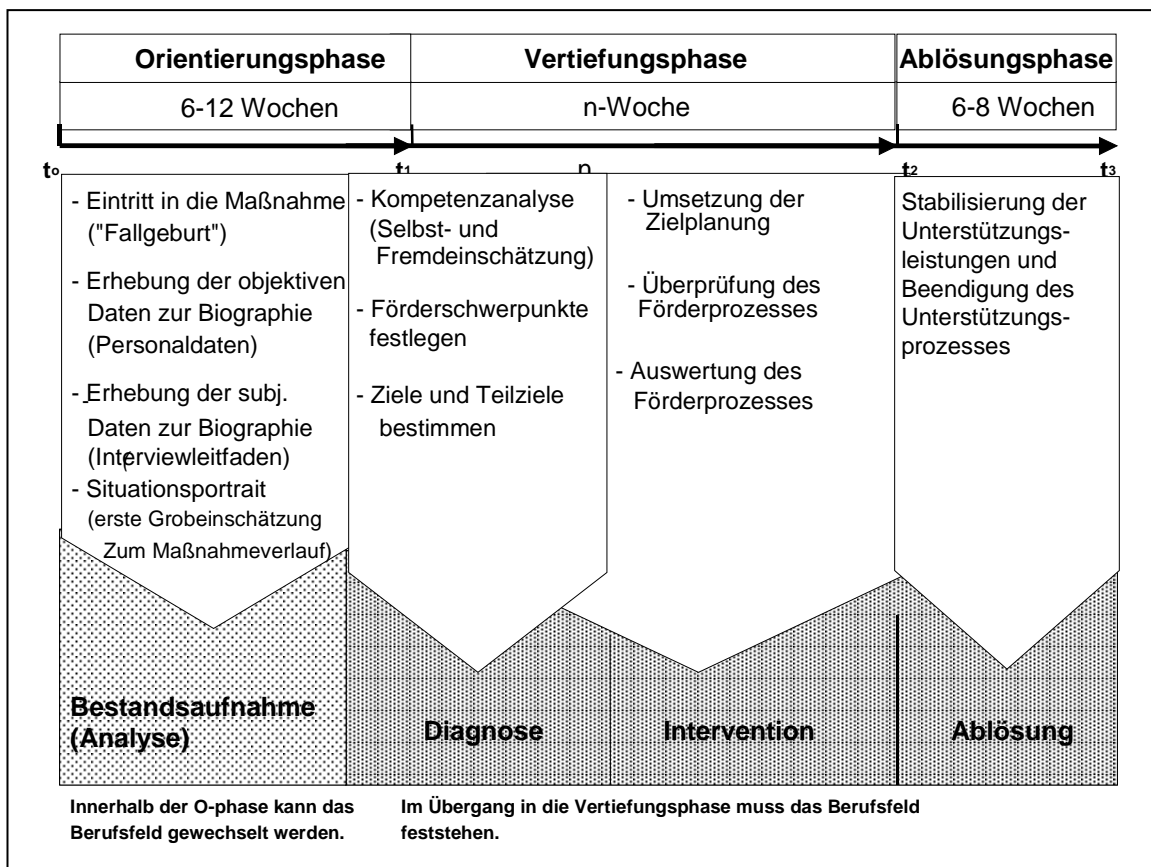 Orientierungsphase
Vertiefungsphase
Ablösungsphase
6-12 Wochen
n-Woche
6-8 Wochen
t₀
t₁
n
t₂
t₃
- Eintritt in die Maßnahme
("Fallgeburt")
- Erhebung der objektiven
Daten zur Biographie
(Personaldaten)
- Erhebung der subj.
Daten zur Biographie
(Interviewleitfaden)
- Situationsportrait
(erste Grobeinschätzung
Zum Maßnahmeverlauf)
- Kompetenzanalyse
(Selbst- und
Fremdeinschätzung)
- Förderschwerpunkte
festlegen
- Ziele und Teilziele
bestimmen
- Umsetzung der
Zielplanung
- Überprüfung des
Förderprozesses
- Auswertung des
Förderprozesses
Stabilisierung der
Unterstützungs-
leistungen und
Beendigung des
Unterstützungs-
prozesses
Bestandsaufnahme
(Analyse)
Diagnose
Intervention
Ablösung
Innerhalb der O-phase kann das
Berufsfeld gewechselt werden.
Im Übergang in die Vertiefungsphase muss das Berufsfeld
feststehen.